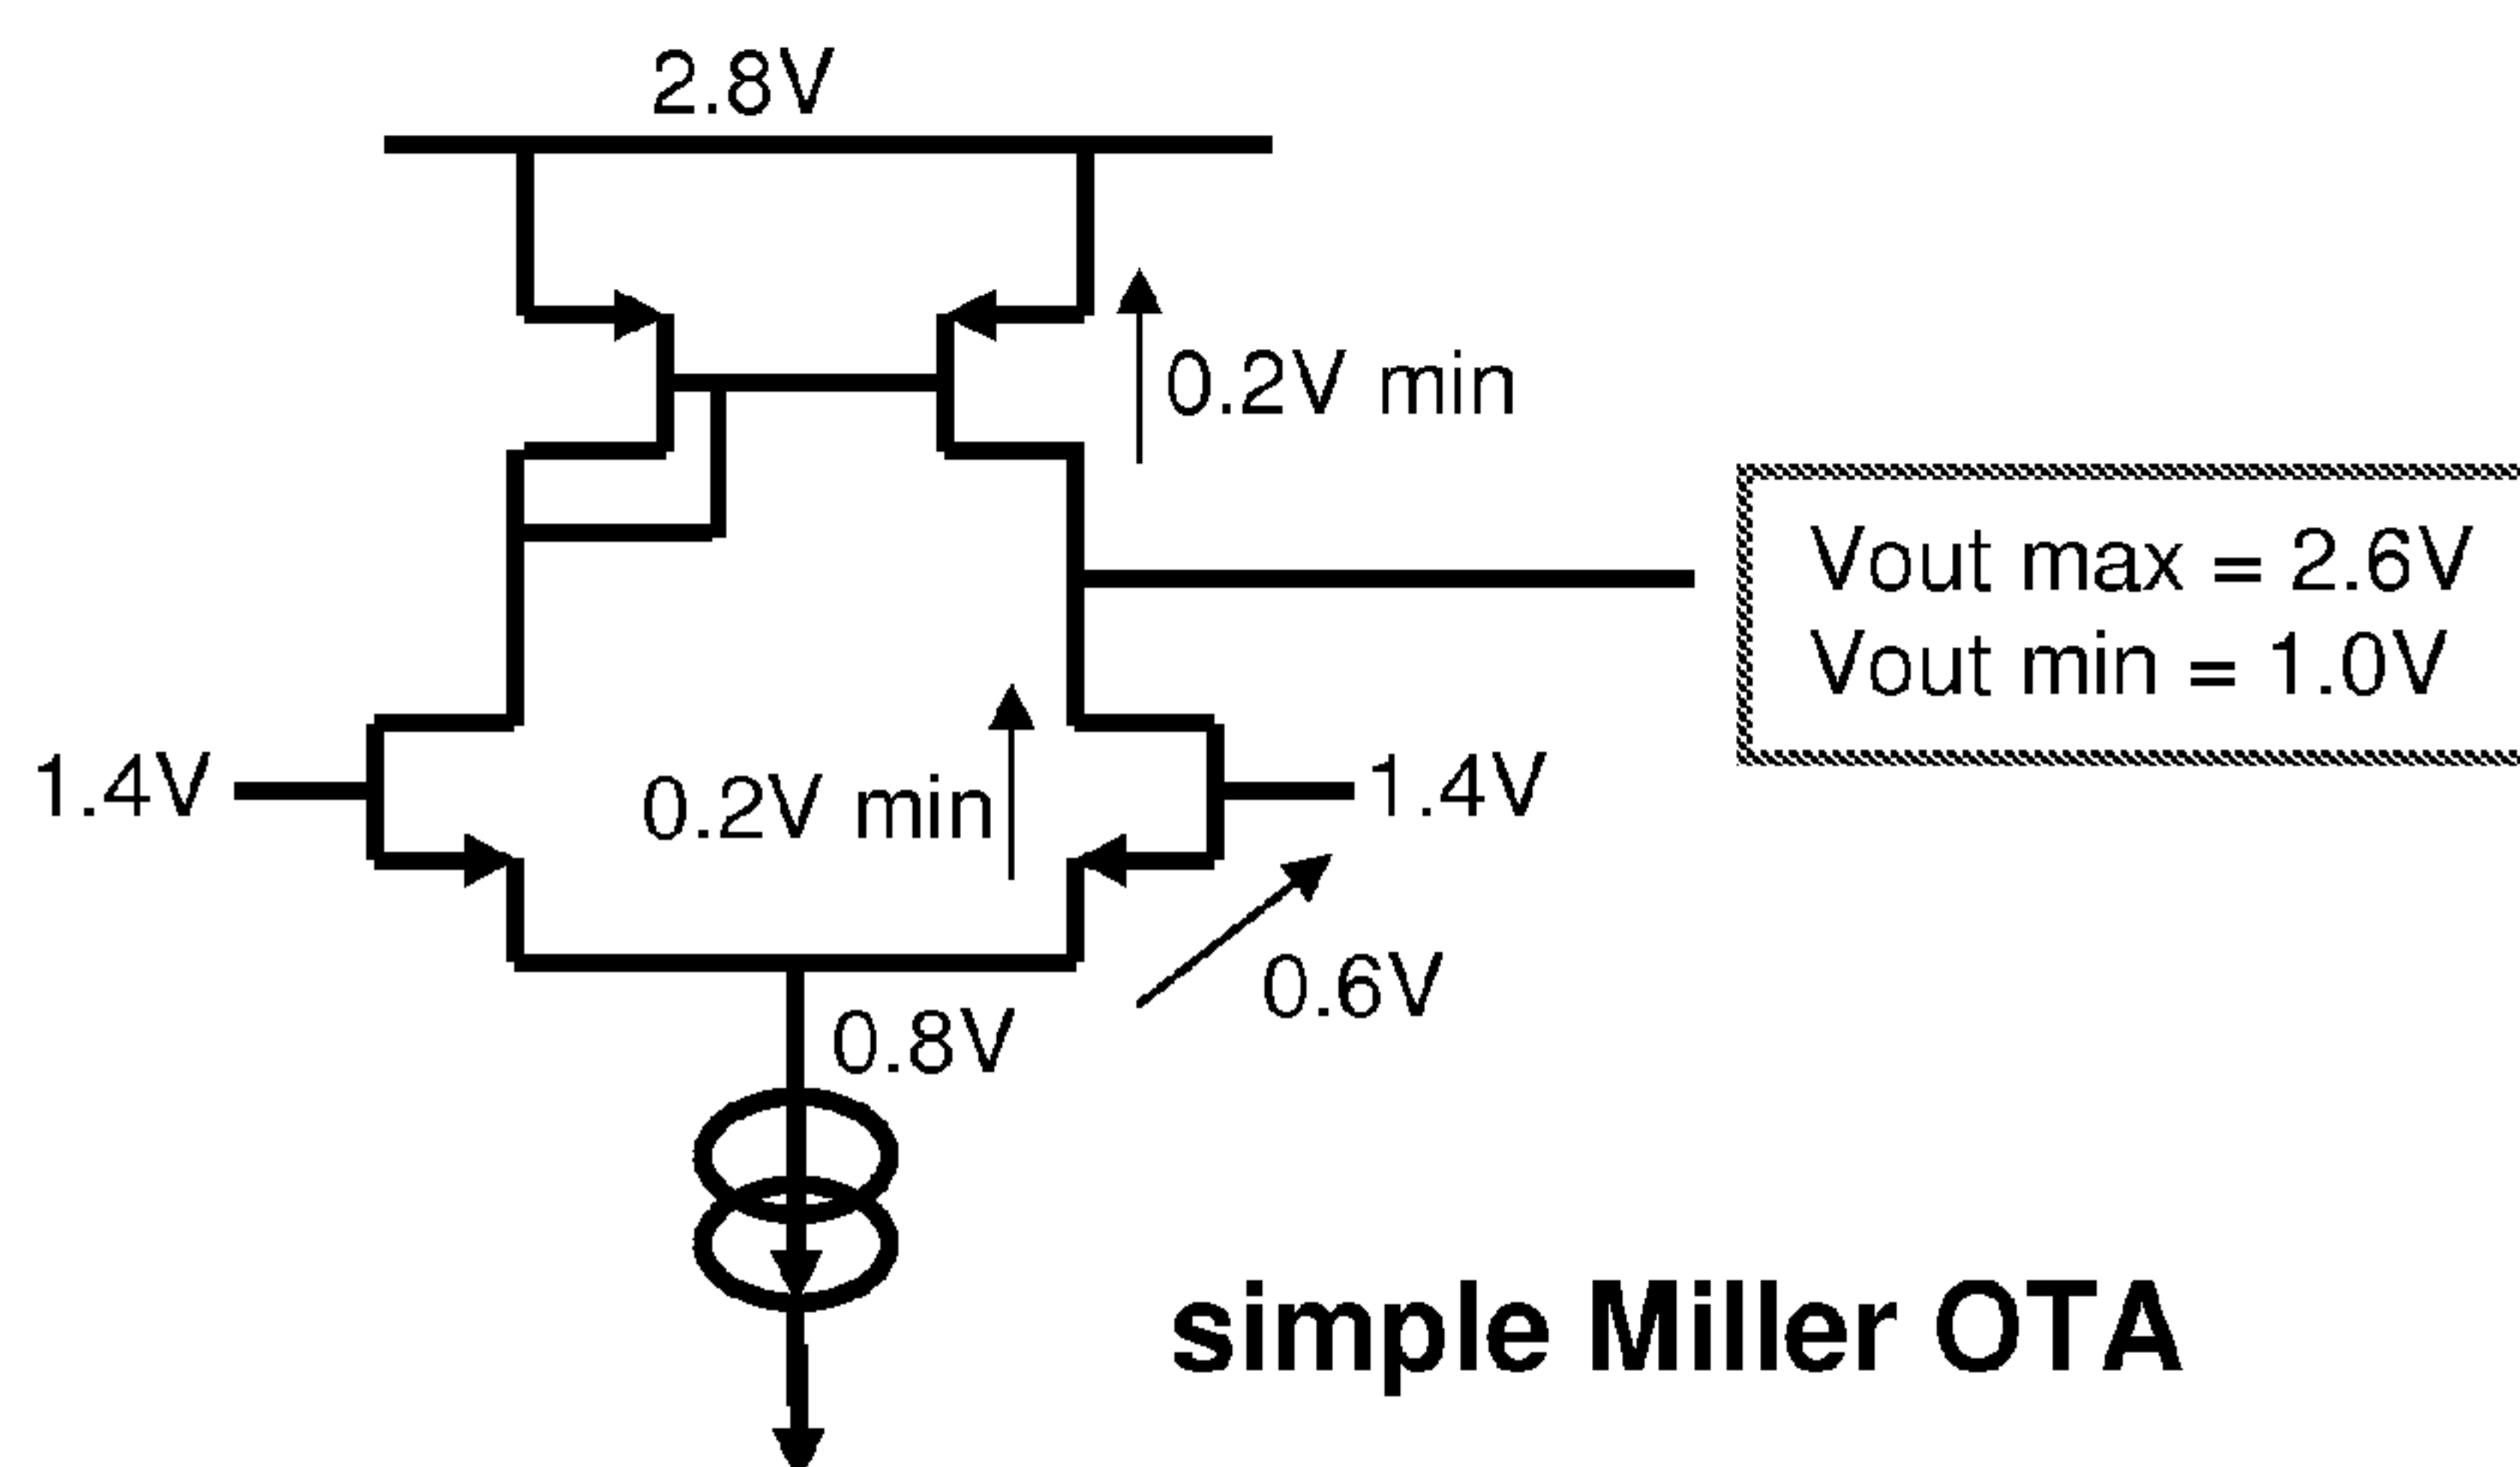 2.8V
0.2V min
Vout max = 2.6V
Vout min = 1.0V
1.4V
0.2V min
1.4V
0.6V
0.8V
simple Miller OTA